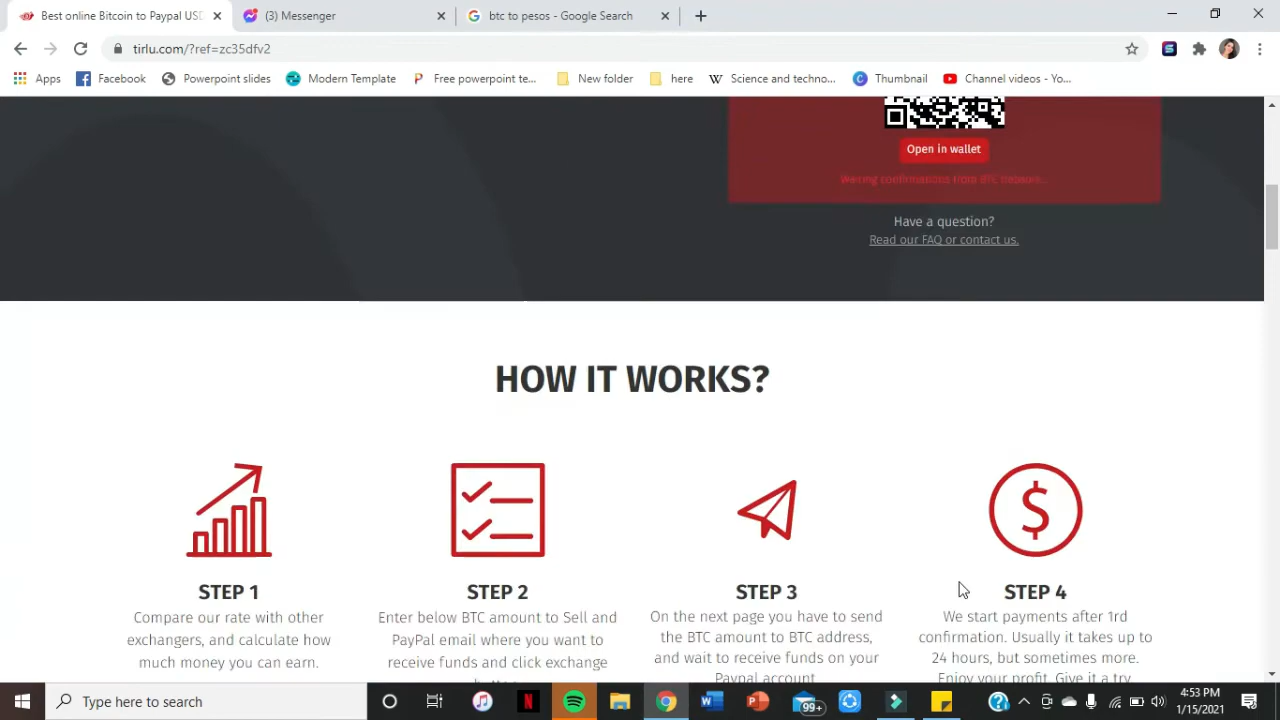 Best online Bitcoin to Paypal USD
(3) Messenger
btc to pesos - Google Search
tirlu.com/?ref=zc35dfv2
Apps
Facebook
Powerpoint slides
Modern Template
Free powerpoint te...
New folder
here
Science and techno...
Thumbnail
Channel videos - Yo...
Open in wallet
Have a question?
Read our FAQ or contact us.
HOW IT WORKS?
STEP 1
Compare our rate with other
exchangers, and calculate how
much money you can earn.
STEP 2
Enter below BTC amount to Sell and
PayPal email where you want to
receive funds and click exchange
STEP 3
On the next page you have to send
the BTC amount to BTC address,
and wait to receive funds on your
Paypal account
STEP 4
We start payments after 1rd
confirmation. Usually it takes up to
24 hours, but sometimes more.
Enjoy your profit. Give it a try
Type here to search
99+
4:53 PM
1/15/2021